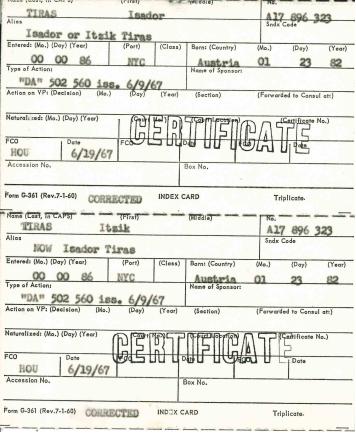 Name (Last, in CAPS) (First) (Middle) No.
TIRAS Isador A17 896 323
Alias Sndx Code
Isador or Itzik Tiras
Entered: (Mo.) (Day) (Year) (Port) (Class) Born: (Country) (Mo.) (Day) (Year)
00 00 86 NYC Austria 01 23 82
Type of Action: Name of Sponsor:
"DA" 502 560 iss. 6/9/67
Action on VP: (Decision) (Mo.) (Day) (Year) (Section) (Forwarded to Consul at:)
Naturalized: (Mo.) (Day) (Year) (Court No.) (Court Location) (Certificate No.)
CERTIFICATE
FCO Date FCO Date Date
HOU 6/19/67
Accession No. Box No.
Form G-361 (Rev.7-1-60) CORRECTED INDEX CARD Triplicate.
Name (Last, in CAPS) (First) (Middle) No.
TIRAS Itzik A17 896 323
Alias Sndx Code
NOW Isador Tiras
Entered: (Mo.) (Day) (Year) (Port) (Class) Born: (Country) (Mo.) (Day) (Year)
00 00 86 NYC Austria 01 23 82
Type of Action: Name of Sponsor:
"DA" 502 560 iss. 6/9/67
Action on VP: (Decision) (Mo.) (Day) (Year) (Section) (Forwarded to Consul at:)
Naturalized: (Mo.) (Day) (Year) (Court No.) (Court Location) (Certificate No.)
CERTIFICATE
FCO Date Date
HOU 6/19/67
Accession No. Box No.
Form G-361 (Rev.7-1-60) CORRECTED INDEX CARD Triplicate.